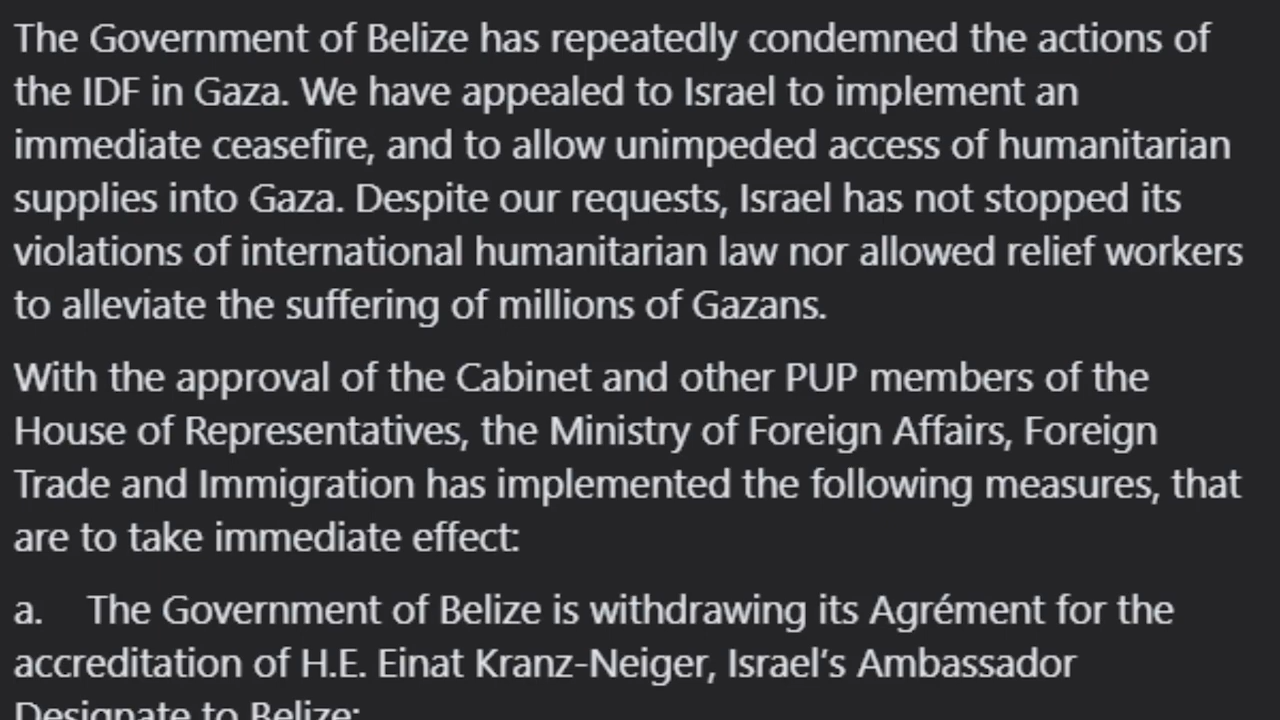 The Government of Belize has repeatedly condemned the actions of
the IDF in Gaza. We have appealed to Israel to implement an
immediate ceasefire, and to allow unimpeded access of humanitarian
supplies into Gaza. Despite our requests, Israel has not stopped its
violations of international humanitarian law nor allowed relief workers
to alleviate the suffering of millions of Gazans.
With the approval of the Cabinet and other PUP members of the
House of Representatives, the Ministry of Foreign Affairs, Foreign
Trade and Immigration has implemented the following measures, that
are to take immediate effect:
a. The Government of Belize is withdrawing its Agrément for the
accreditation of H.E. Einat Kranz-Neiger, Israel’s Ambassador
Designate to Belize;